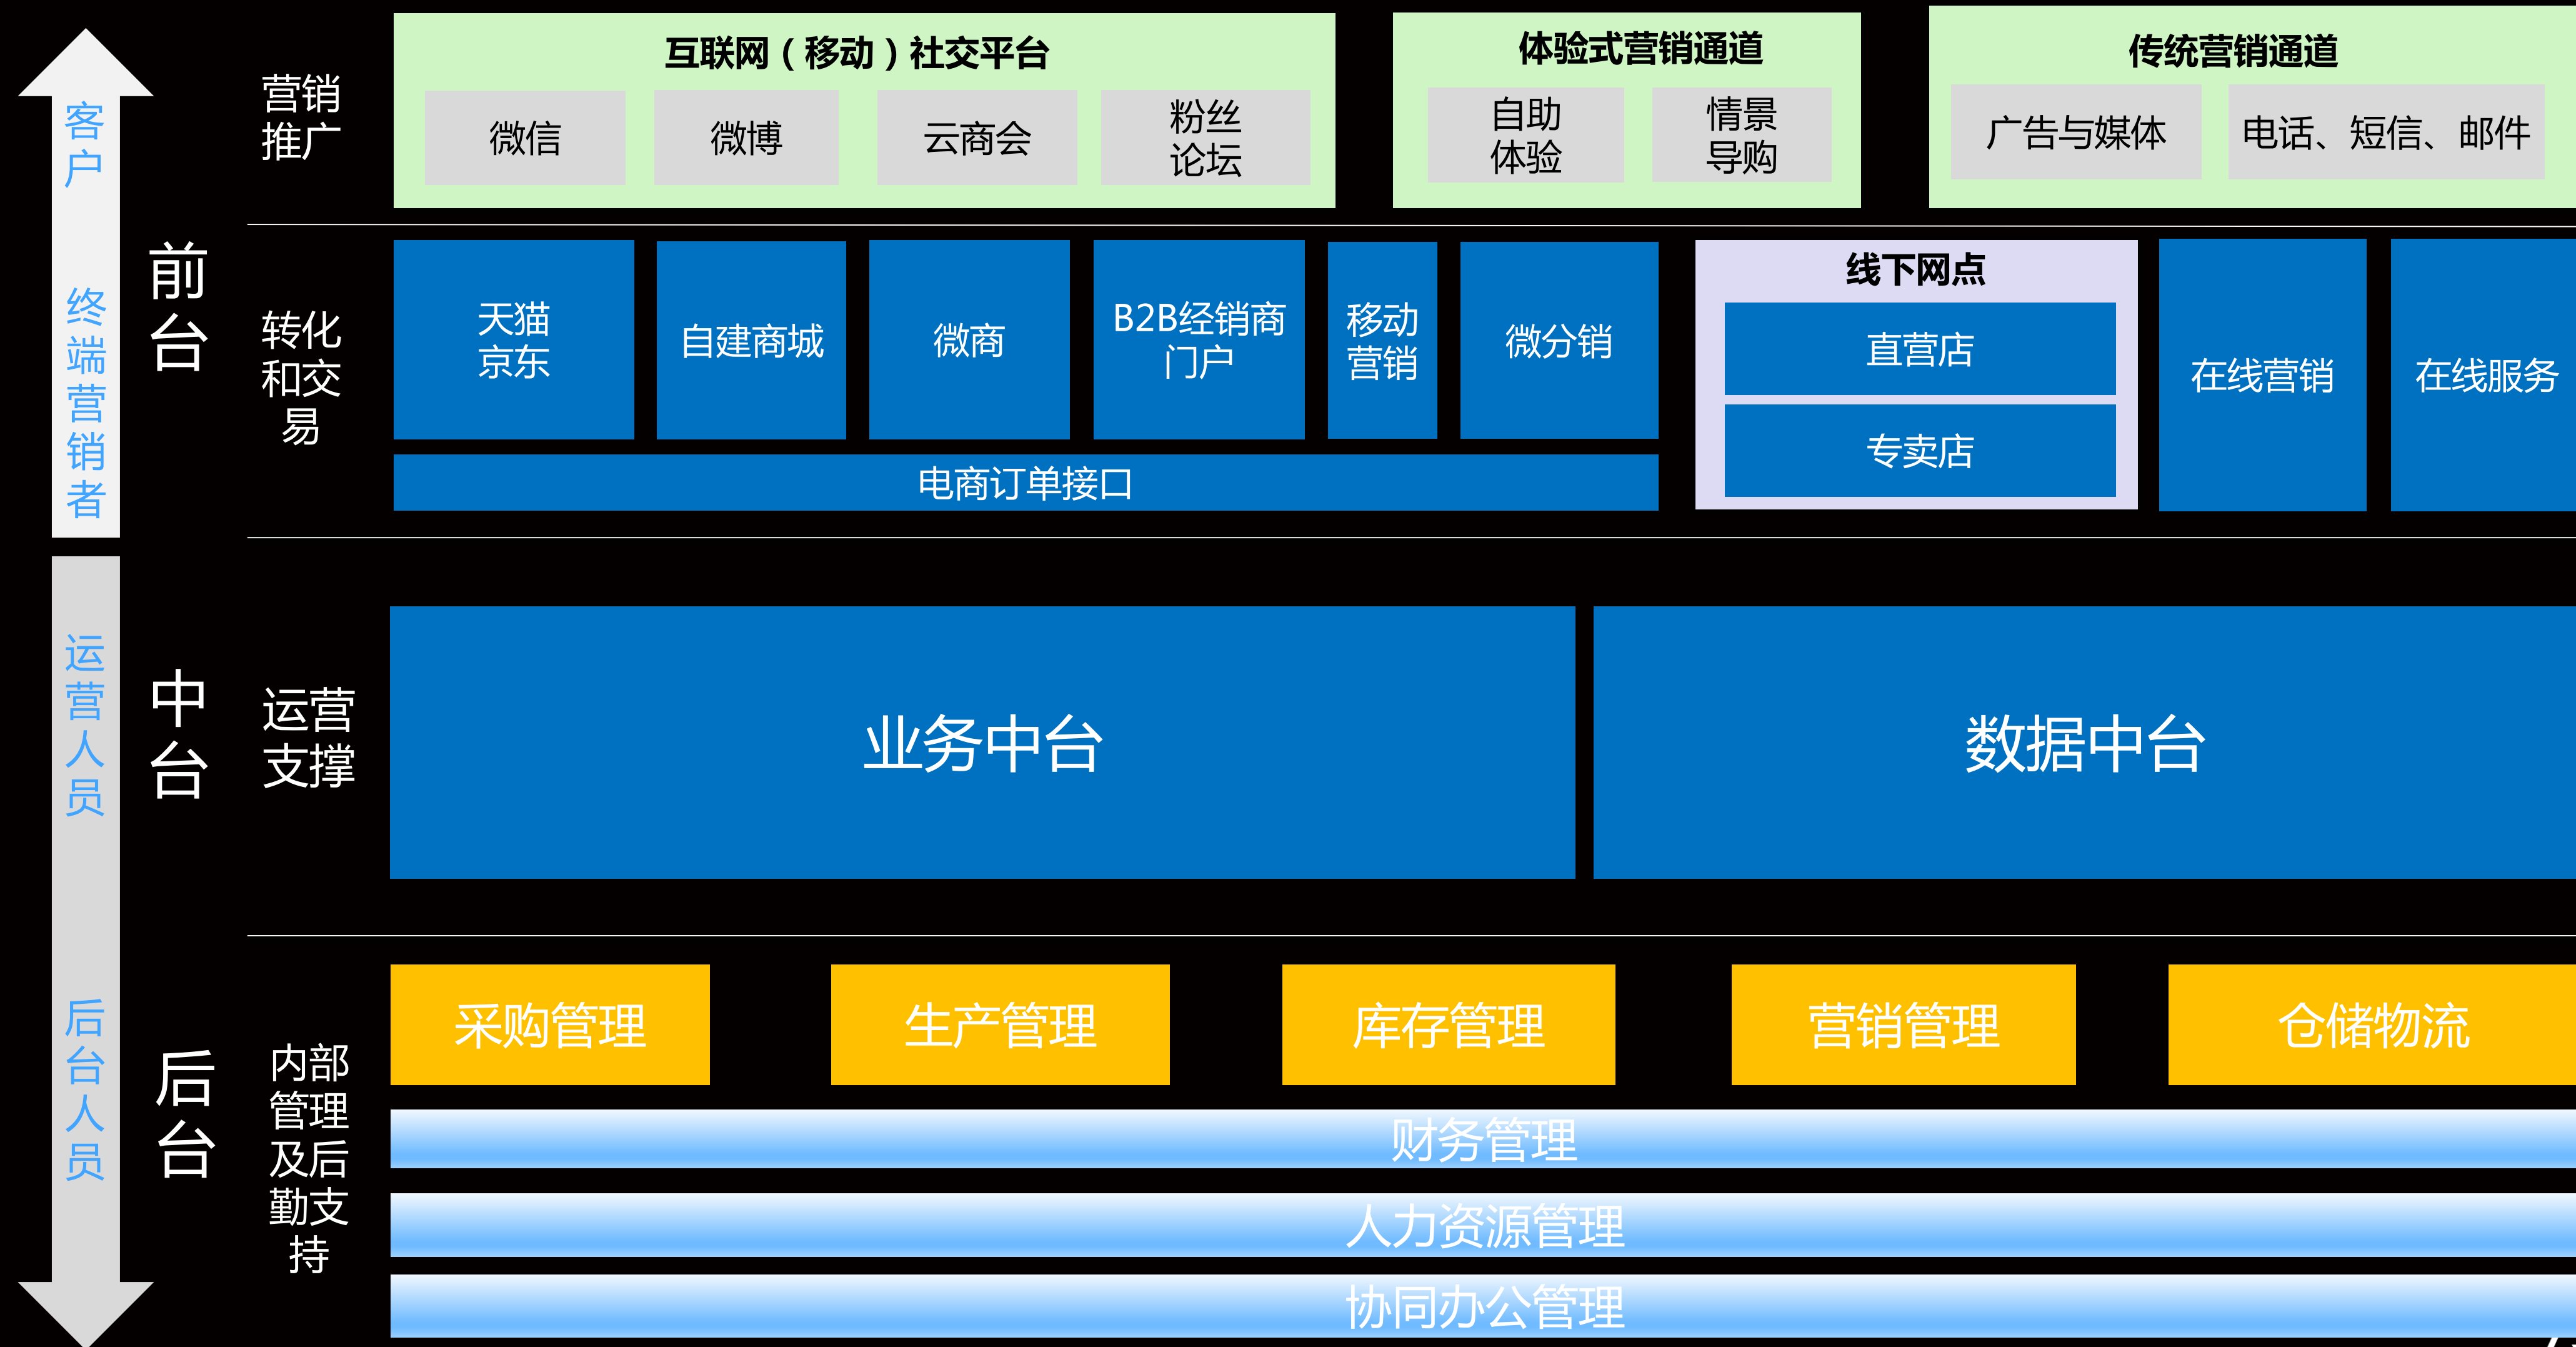 客
户
终
端
营
销
者
运
营
人
员
后
台
人
员
前
台
中
台
后
台
营销
推广
互联网（移动）社交平台
微信
微博
云商会
粉丝
论坛
体验式营销通道
自助
体验
情景
导购
传统营销通道
广告与媒体
电话、短信、邮件
转化
和交
易
天猫
京东
自建商城
微商
B2B经销商
门户
移动
营销
微分销
电商订单接口
线下网点
直营店
专卖店
在线营销
在线服务
运营
支撑
业务中台
数据中台
内部
管理
及后
勤支
持
采购管理
生产管理
库存管理
营销管理
仓储物流
财务管理
人力资源管理
协同办公管理